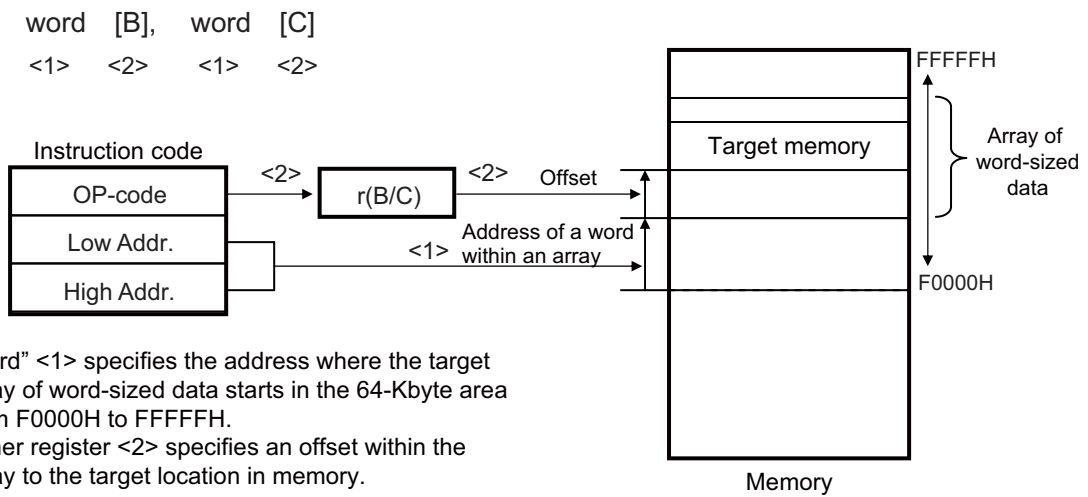 word [B], word [C]
<1> <2> <1> <2>
Instruction code
OP-code
Low Addr.
High Addr.
<2>
r(B/C)
<2>
Offset
<1>
Address of a word
within an array
FFFFFH
Target memory
Array of
word-sized
data
F0000H
Memory
rd” <1> specifies the address where the target
ay of word-sized data starts in the 64-Kbyte area
F0000H to FFFFFH.
her register <2> specifies an offset within the
ay to the target location in memory.